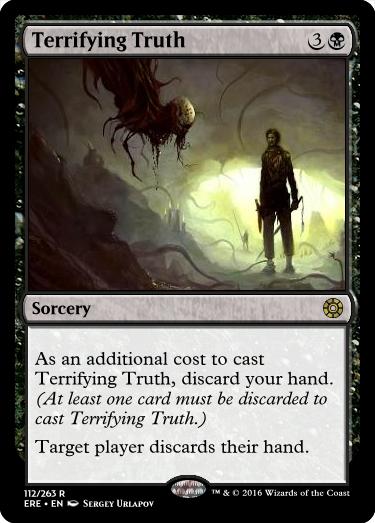 Terrifying Truth 3
Sorcery
As an additional cost to cast
Terrifying Truth, discard your hand.
(At least one card must be discarded to
cast Terrifying Truth.)
Target player discards their hand.
112/263 R
ERE • EN Sergey Urlapov
™ & © 2016 Wizards of the Coast